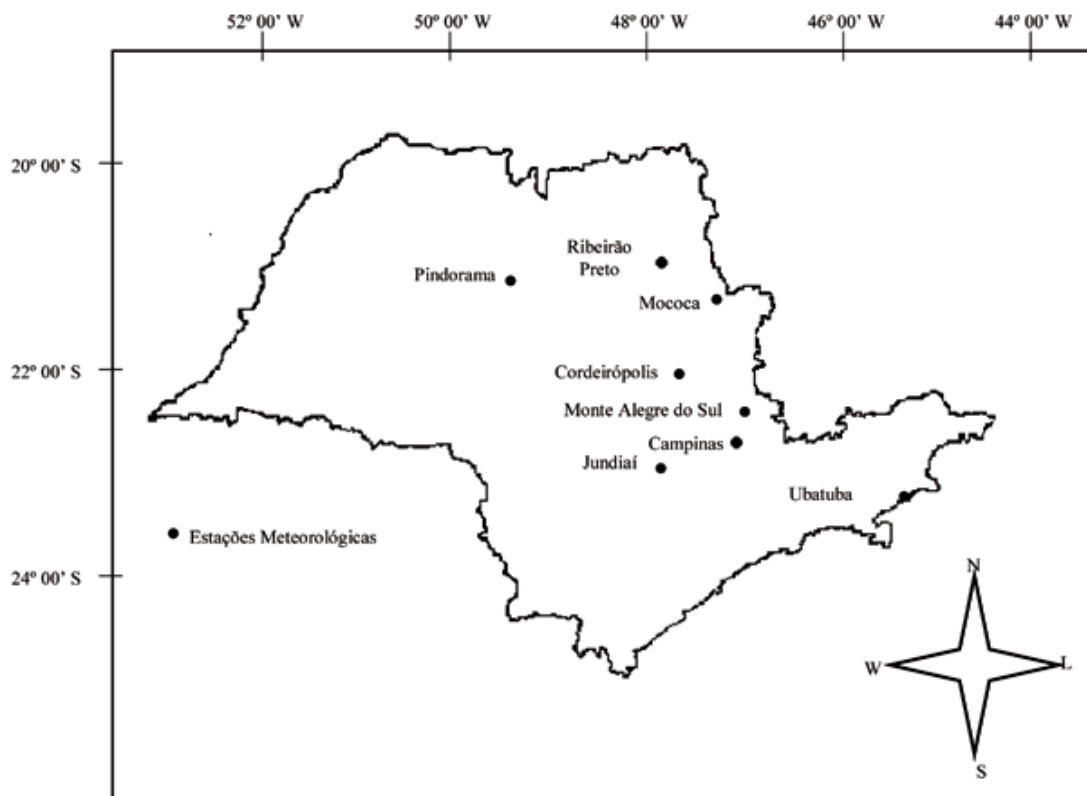 52º 00' W 50º 00' W 48º 00' W 46º 00' W 44º 00' W
20º 00' S
Ribeirão
Preto
Pindorama
Mococa
22º 00' S
Cordeirópolis
Monte Alegre do Sul
Campinas
Jundiaí
Ubatuba
Estações Meteorológicas
24º 00' S
N
W
L
S